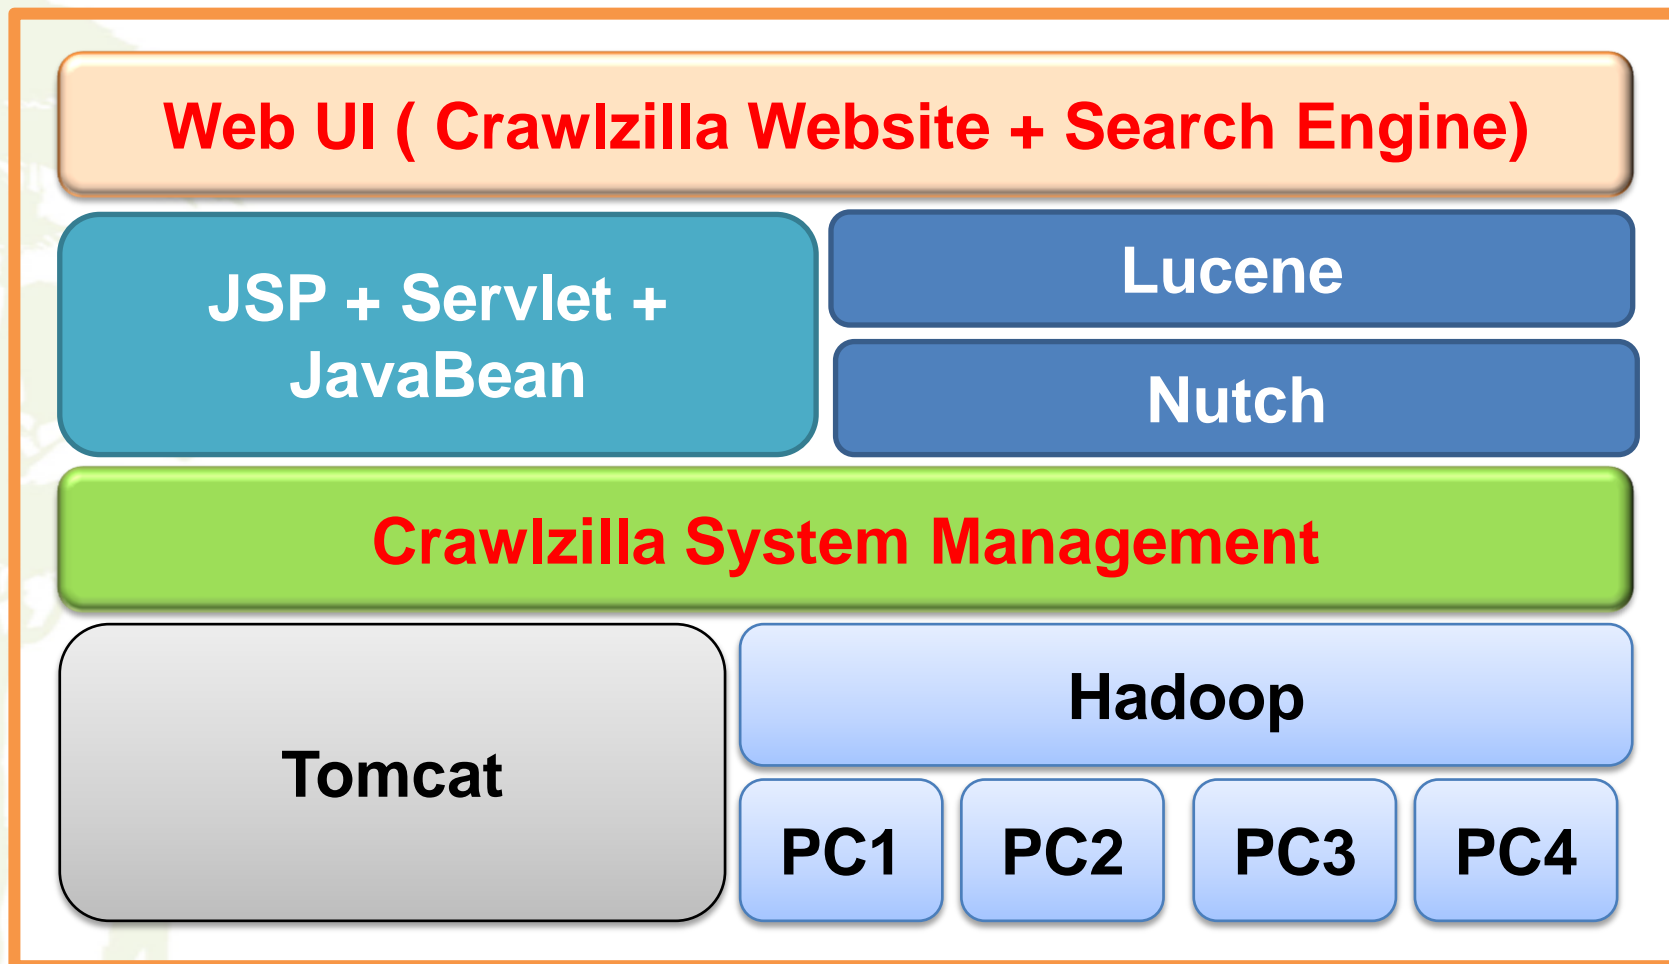 Web UI ( Crawlzilla Website + Search Engine)
JSP + Servlet +
JavaBean
Lucene
Nutch
Crawlzilla System Management
Tomcat
Hadoop
PC1
PC2
PC3
PC4